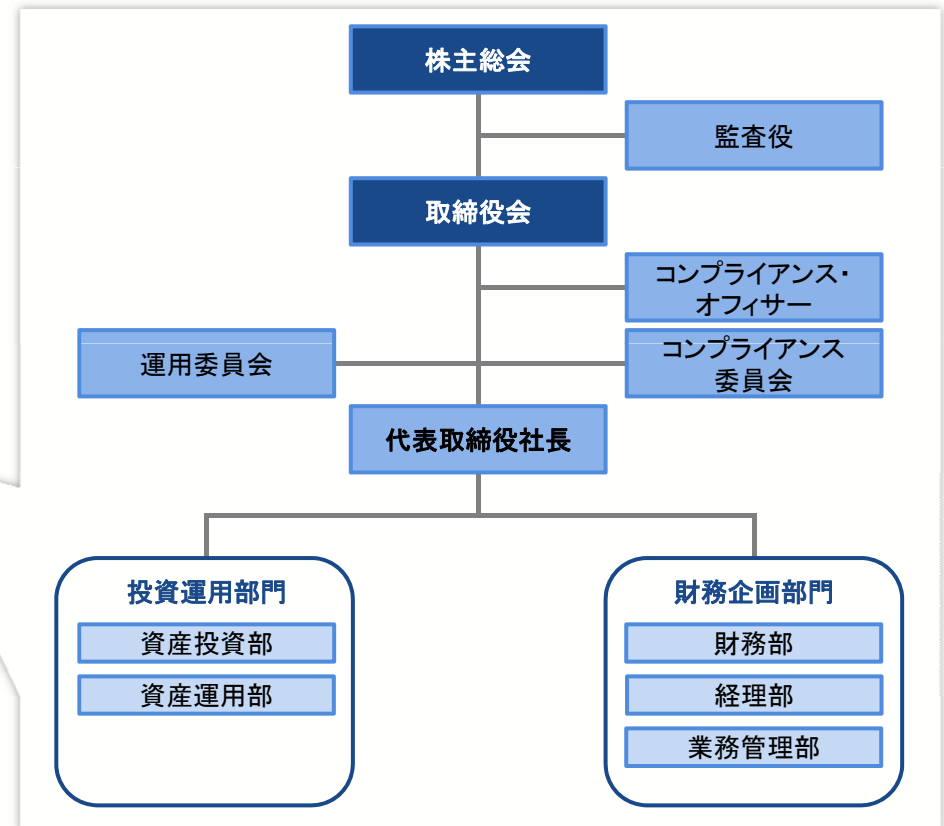 株主総会
監査役
取締役会
コンプライアンス・
オフィサー
運用委員会
コンプライアンス
委員会
代表取締役社長
投資運用部門
資産投資部
資産運用部
財務企画部門
財務部
経理部
業務管理部